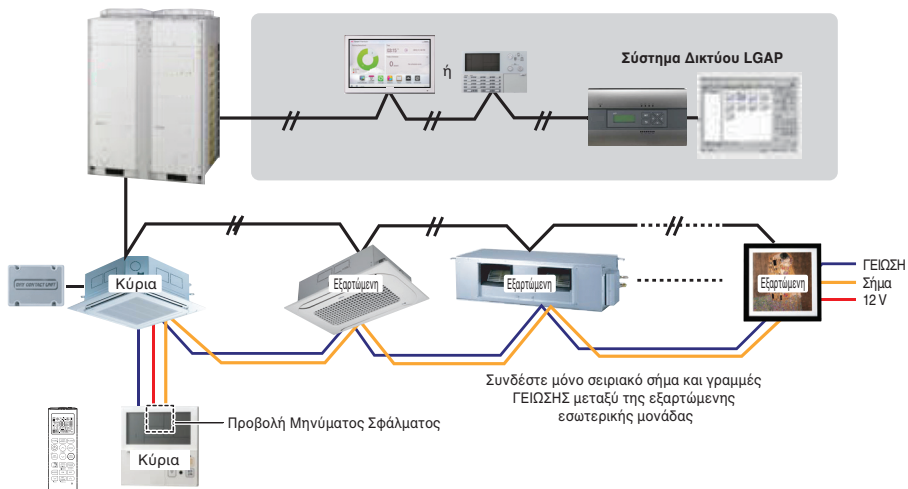 ή
Σύστημα Δικτύου LGAP
Κύρια
Εξαρτώμενη
Εξαρτώμενη
Εξαρτώμενη
ΓΕΙΩΣΗ
Σήμα
12 V
Συνδέστε μόνο σειριακό σήμα και γραμμές
ΓΕΙΩΣΗΣ μεταξύ της εξαρτώμενης
εσωτερικής μονάδας
Προβολή Μηνύματος Σφάλματος
Κύρια